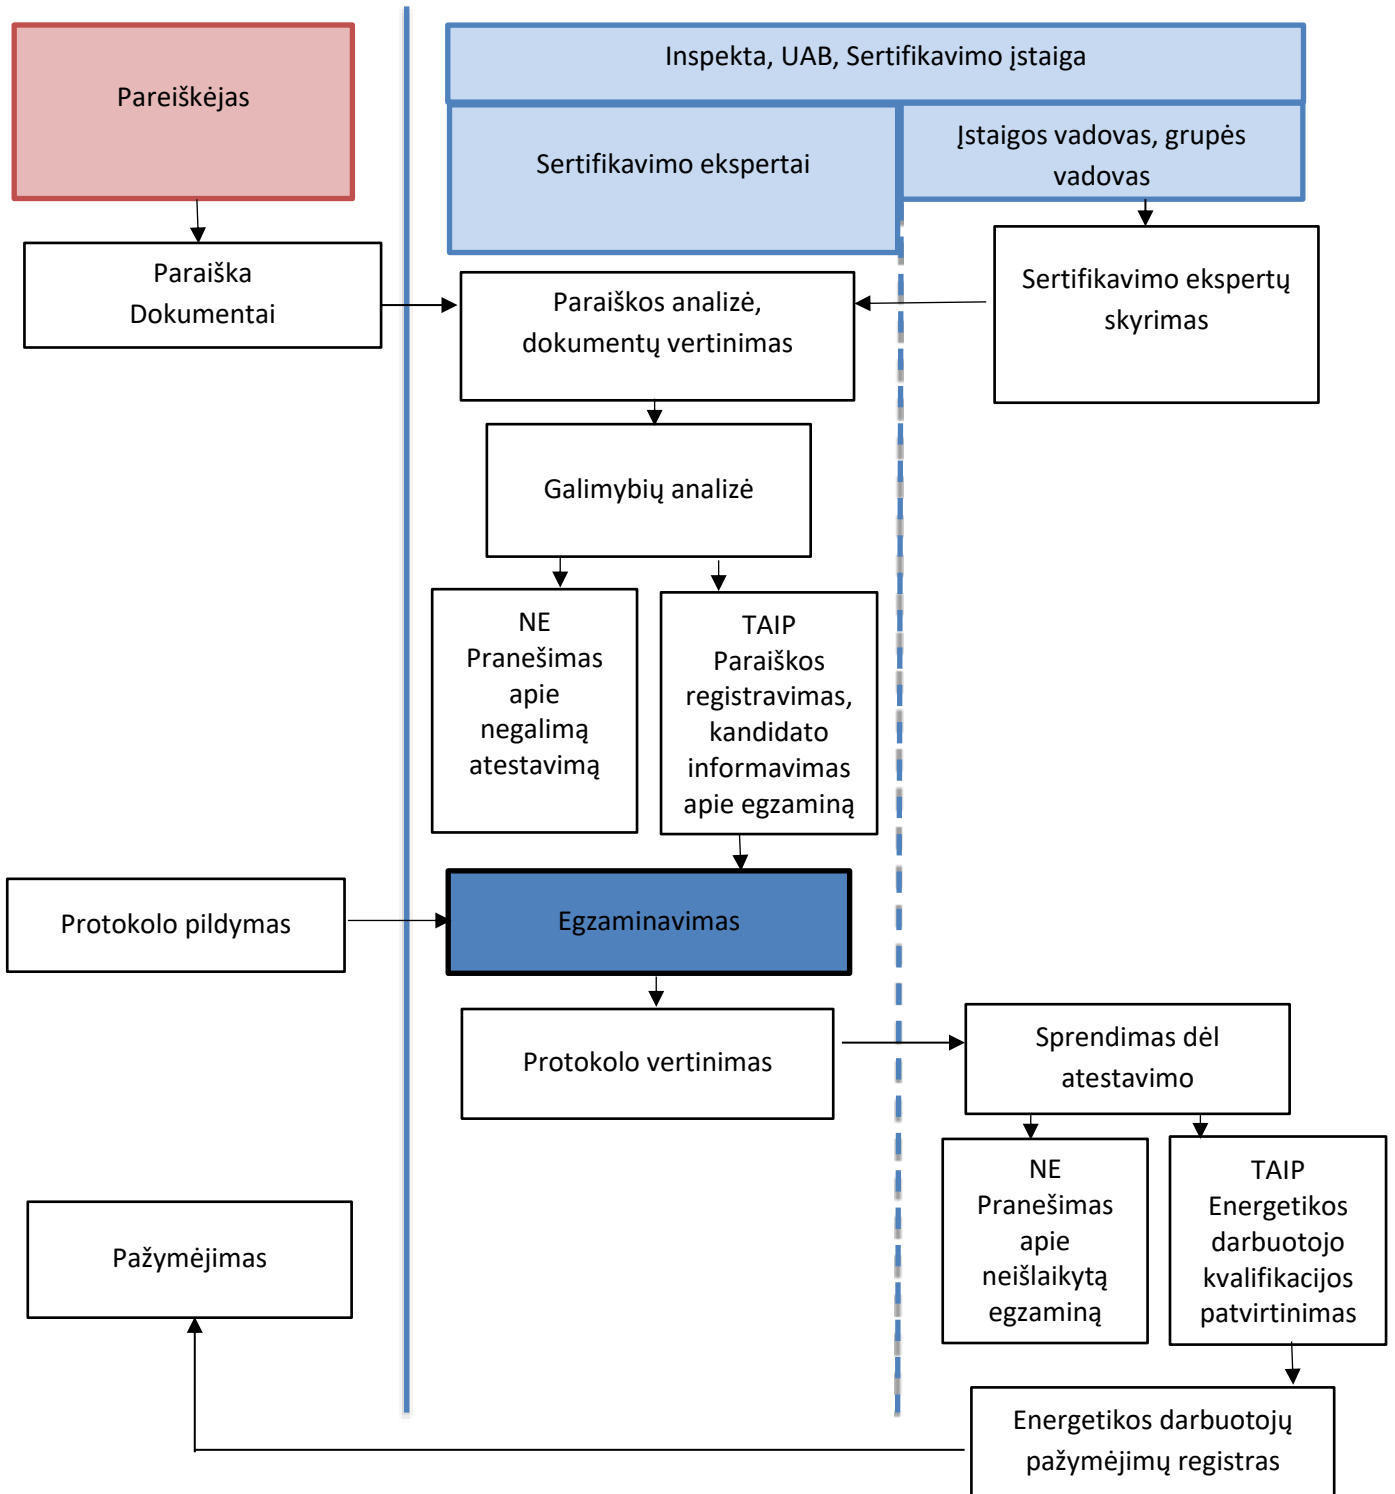 Pareiškėjas
Inspekta, UAB, Sertifikavimo įstaiga
Sertifikavimo ekspertai
Įstaigos vadovas, grupės
vadovas
Paraiška
Dokumentai
Paraiškos analizė,
dokumentų vertinimas
Sertifikavimo ekspertų
skyrimas
Galimybių analizė
NE
Pranešimas
apie
negalimą
atestavimą
TAIP
Paraiškos
registravimas,
kandidato
informavimas
apie egzaminą
Protokolo pildymas
Egzaminavimas
Protokolo vertinimas
Sprendimas dėl
atestavimo
NE
Pranešimas
apie
neišlaikytą
egzaminą
TAIP
Energetikos
darbuotojo
kvalifikacijos
patvirtinimas
Pažymėjimas
Energetikos darbuotojų
pažymėjimų registras